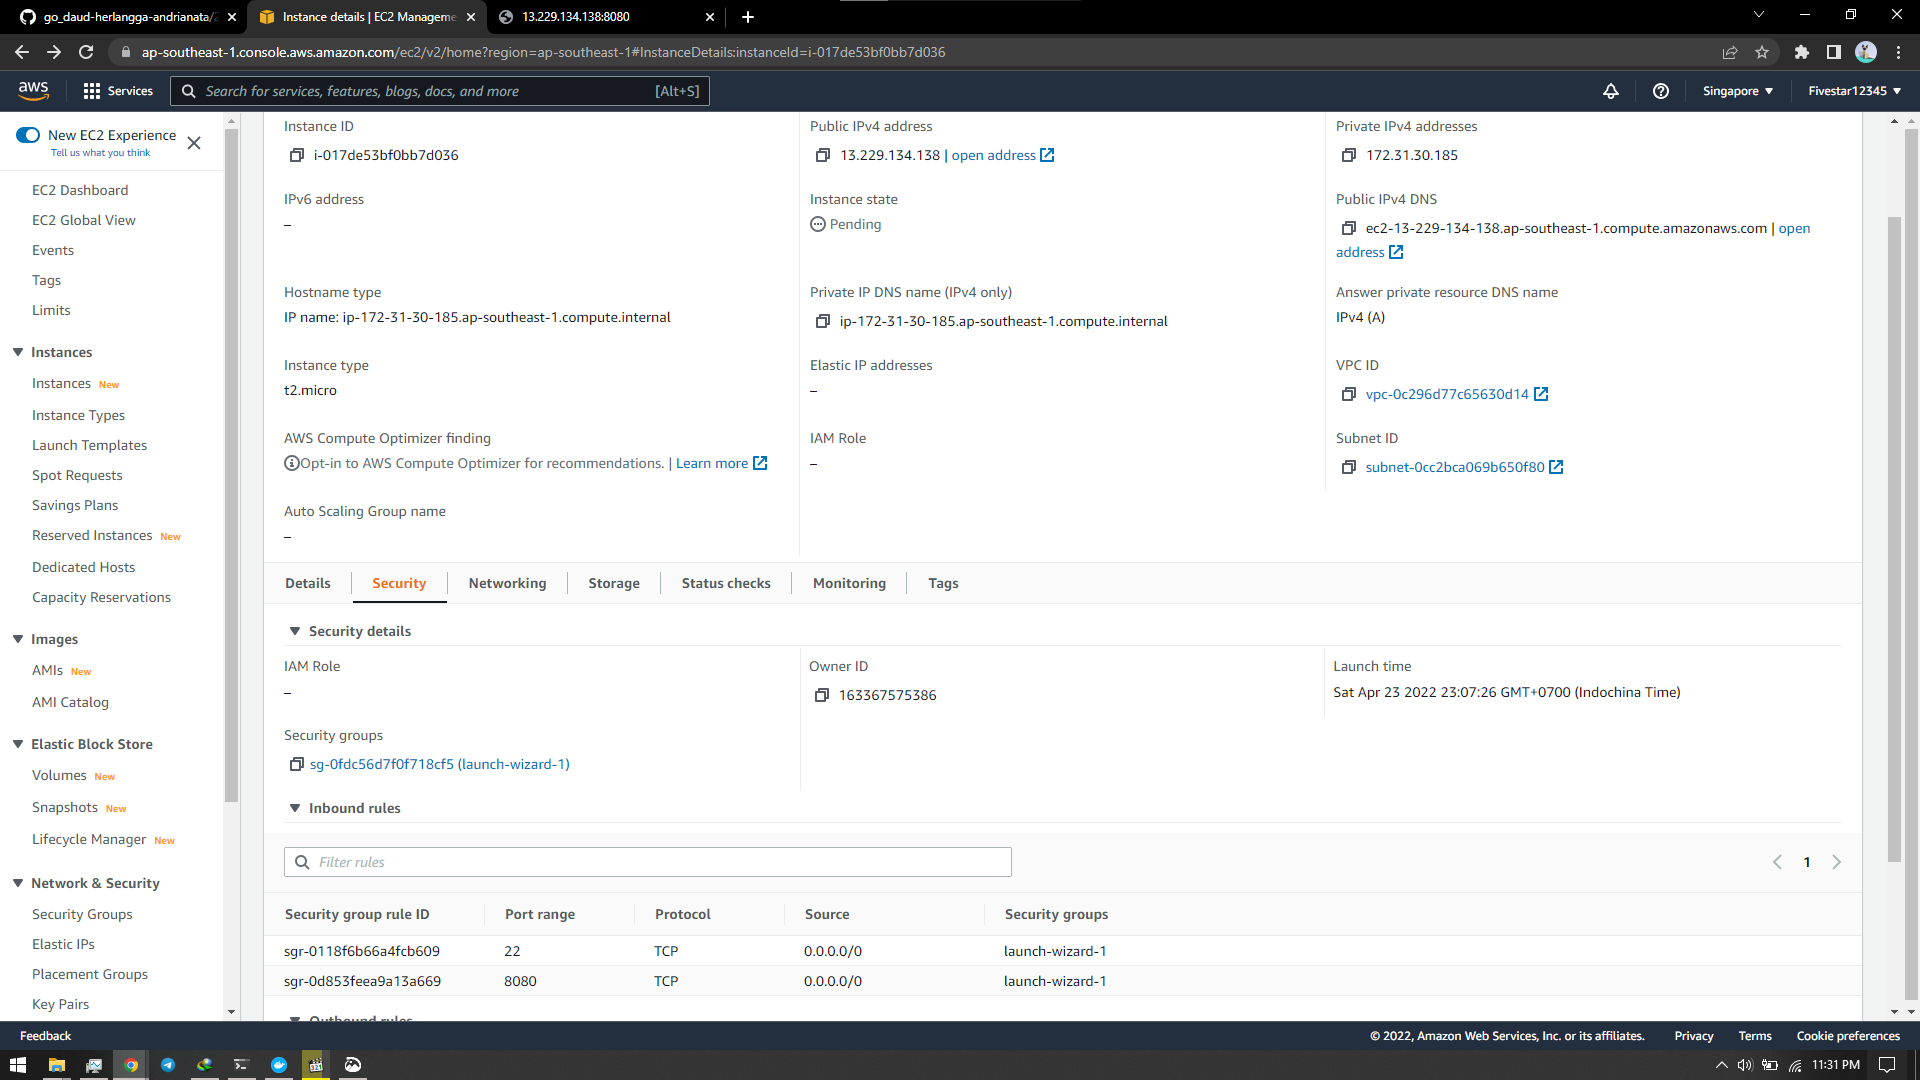 go_daud-herlangga-andrianata/2
Instance details | EC2 Manageme
13.229.134.138:8080
ap-southeast-1.console.aws.amazon.com/ec2/v2/home?region=ap-southeast-1#InstanceDetails:instanceId=i-017de53bf0bb7d036
aws
Services
Search for services, features, blogs, docs, and more
[Alt+S]
Singapore
Fivestar12345
New EC2 Experience
Tell us what you think
EC2 Dashboard
EC2 Global View
Events
Tags
Limits
Instances
Instances New
Instance Types
Launch Templates
Spot Requests
Savings Plans
Reserved Instances New
Dedicated Hosts
Capacity Reservations
Images
AMIs New
AMI Catalog
Elastic Block Store
Volumes New
Snapshots New
Lifecycle Manager New
Network & Security
Security Groups
Elastic IPs
Placement Groups
Key Pairs
Instance ID
i-017de53bf0bb7d036
Public IPv4 address
13.229.134.138 | open address
Private IPv4 addresses
172.31.30.185
IPv6 address
–
Instance state
Pending
Public IPv4 DNS
ec2-13-229-134-138.ap-southeast-1.compute.amazonaws.com | open
address
Hostname type
IP name: ip-172-31-30-185.ap-southeast-1.compute.internal
Private IP DNS name (IPv4 only)
ip-172-31-30-185.ap-southeast-1.compute.internal
Answer private resource DNS name
IPv4 (A)
Instance type
t2.micro
Elastic IP addresses
–
VPC ID
vpc-0c296d77c65630d14
AWS Compute Optimizer finding
Opt-in to AWS Compute Optimizer for recommendations. | Learn more
IAM Role
–
Subnet ID
subnet-0cc2bca069b650f80
Auto Scaling Group name
–
Details
Security
Networking
Storage
Status checks
Monitoring
Tags
Security details
IAM Role
–
Owner ID
163367575386
Launch time
Sat Apr 23 2022 23:07:26 GMT+0700 (Indochina Time)
Security groups
sg-0fdc56d7f0f718cf5 (launch-wizard-1)
Inbound rules
Filter rules
1
Security group rule ID Port range Protocol Source Security groups
sgr-0118f6b66a4fcb609 22 TCP 0.0.0.0/0 launch-wizard-1
sgr-0d853feea9a13a669 8080 TCP 0.0.0.0/0 launch-wizard-1
Outbound rules
Feedback
© 2022, Amazon Web Services, Inc. or its affiliates.
Privacy
Terms
Cookie preferences
11:31 PM